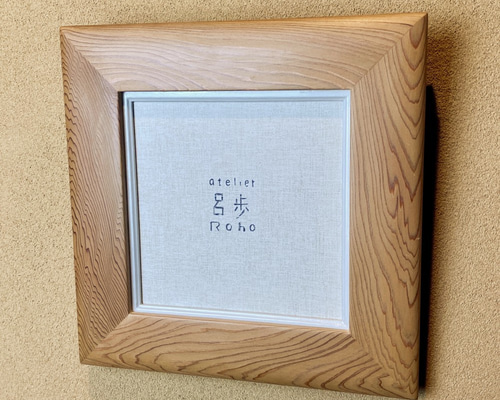 atelier
呂歩
Roho